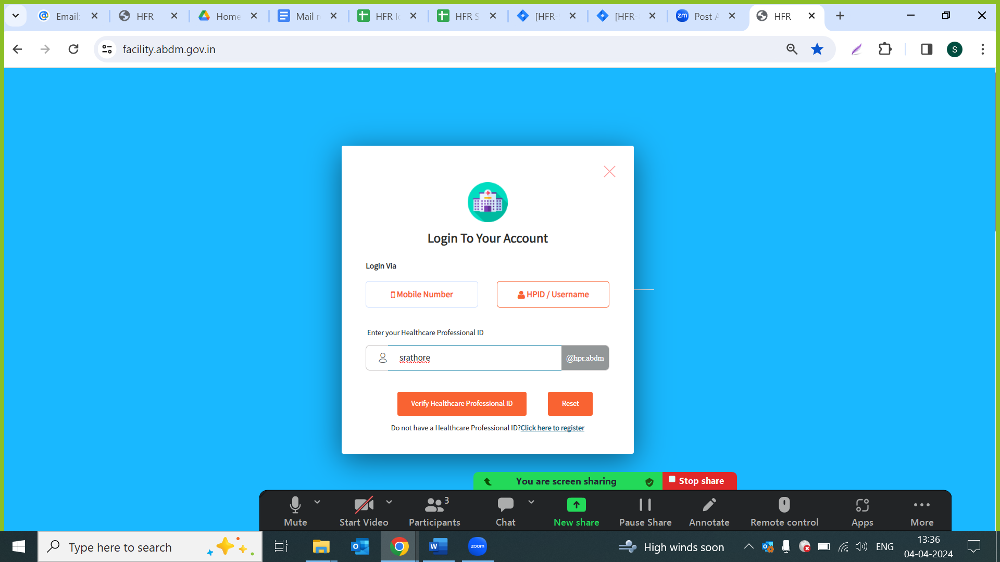 Email:
HFR
Home
Mail r
HFR Ic
HFR S
[HFR-
[HFR-
zm
Post A
HFR
facility.abdm.gov.in
S
Login To Your Account
Login Via
Mobile Number
HPID / Username
Enter your Healthcare Professional ID
srathore
@hpr.abdm
Verify Healthcare Professional ID
Reset
Do not have a Healthcare Professional ID?Click here to register
You are screen sharing
Stop share
3
Mute
Start Video
Participants
Chat
New share
Pause Share
Annotate
Remote control
Apps
More
Type here to search
zoom
High winds soon
ENG
13:36
04-04-2024